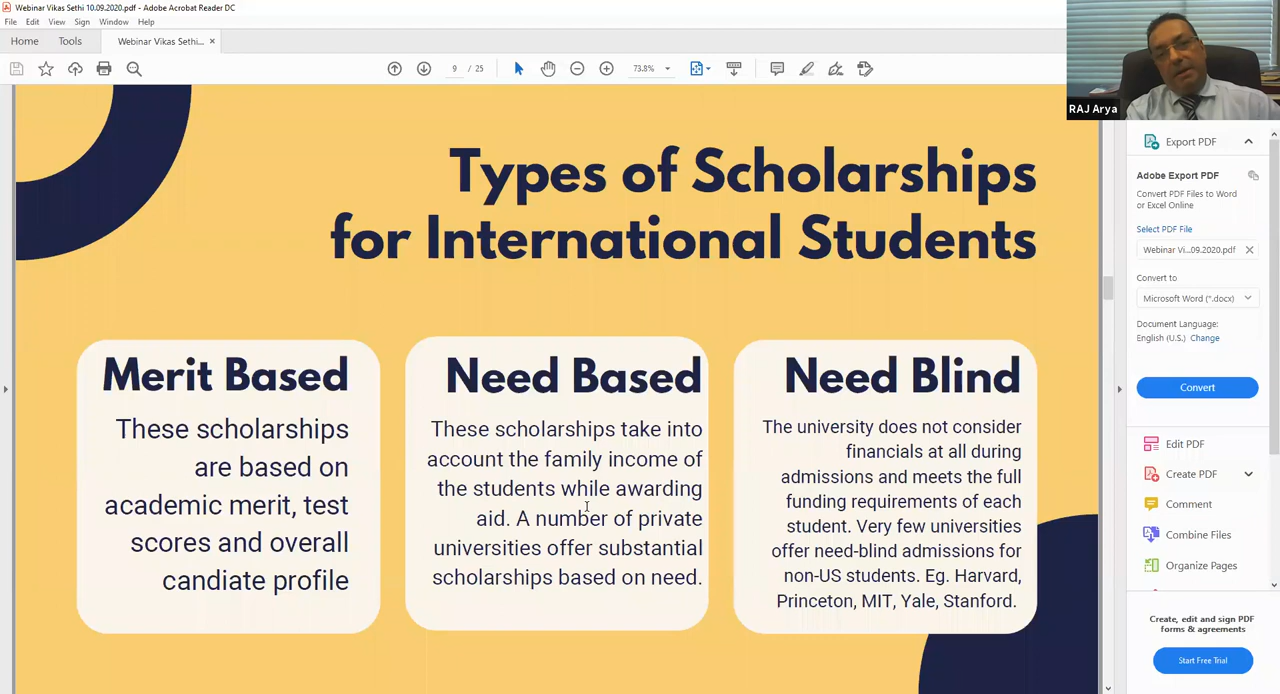 Webinar Vikas Sethi 10.09.2020.pdf - Adobe Acrobat Reader DC
File Edit View Sign Window Help
Home Tools Webinar Vikas Sethi... ×
9 / 25 73.8%
RAJ Arya
Types of Scholarships
for International Students
Merit Based
These scholarships
are based on
academic merit, test
scores and overall
candiate profile
Need Based
These scholarships take into
account the family income of
the students while awarding
aid. A number of private
universities offer substantial
scholarships based on need.
Need Blind
The university does not consider
financials at all during
admissions and meets the full
funding requirements of each
student. Very few universities
offer need-blind admissions for
non-US students. Eg. Harvard,
Princeton, MIT, Yale, Stanford.
Export PDF
Adobe Export PDF
Convert PDF Files to Word
or Excel Online
Select PDF File
Webinar Vi...09.2020.pdf
Convert to
Microsoft Word (*.docx)
Document Language:
English (U.S.) Change
Convert
Edit PDF
Create PDF
Comment
Combine Files
Organize Pages
Create, edit and sign PDF
forms & agreements
Start Free Trial